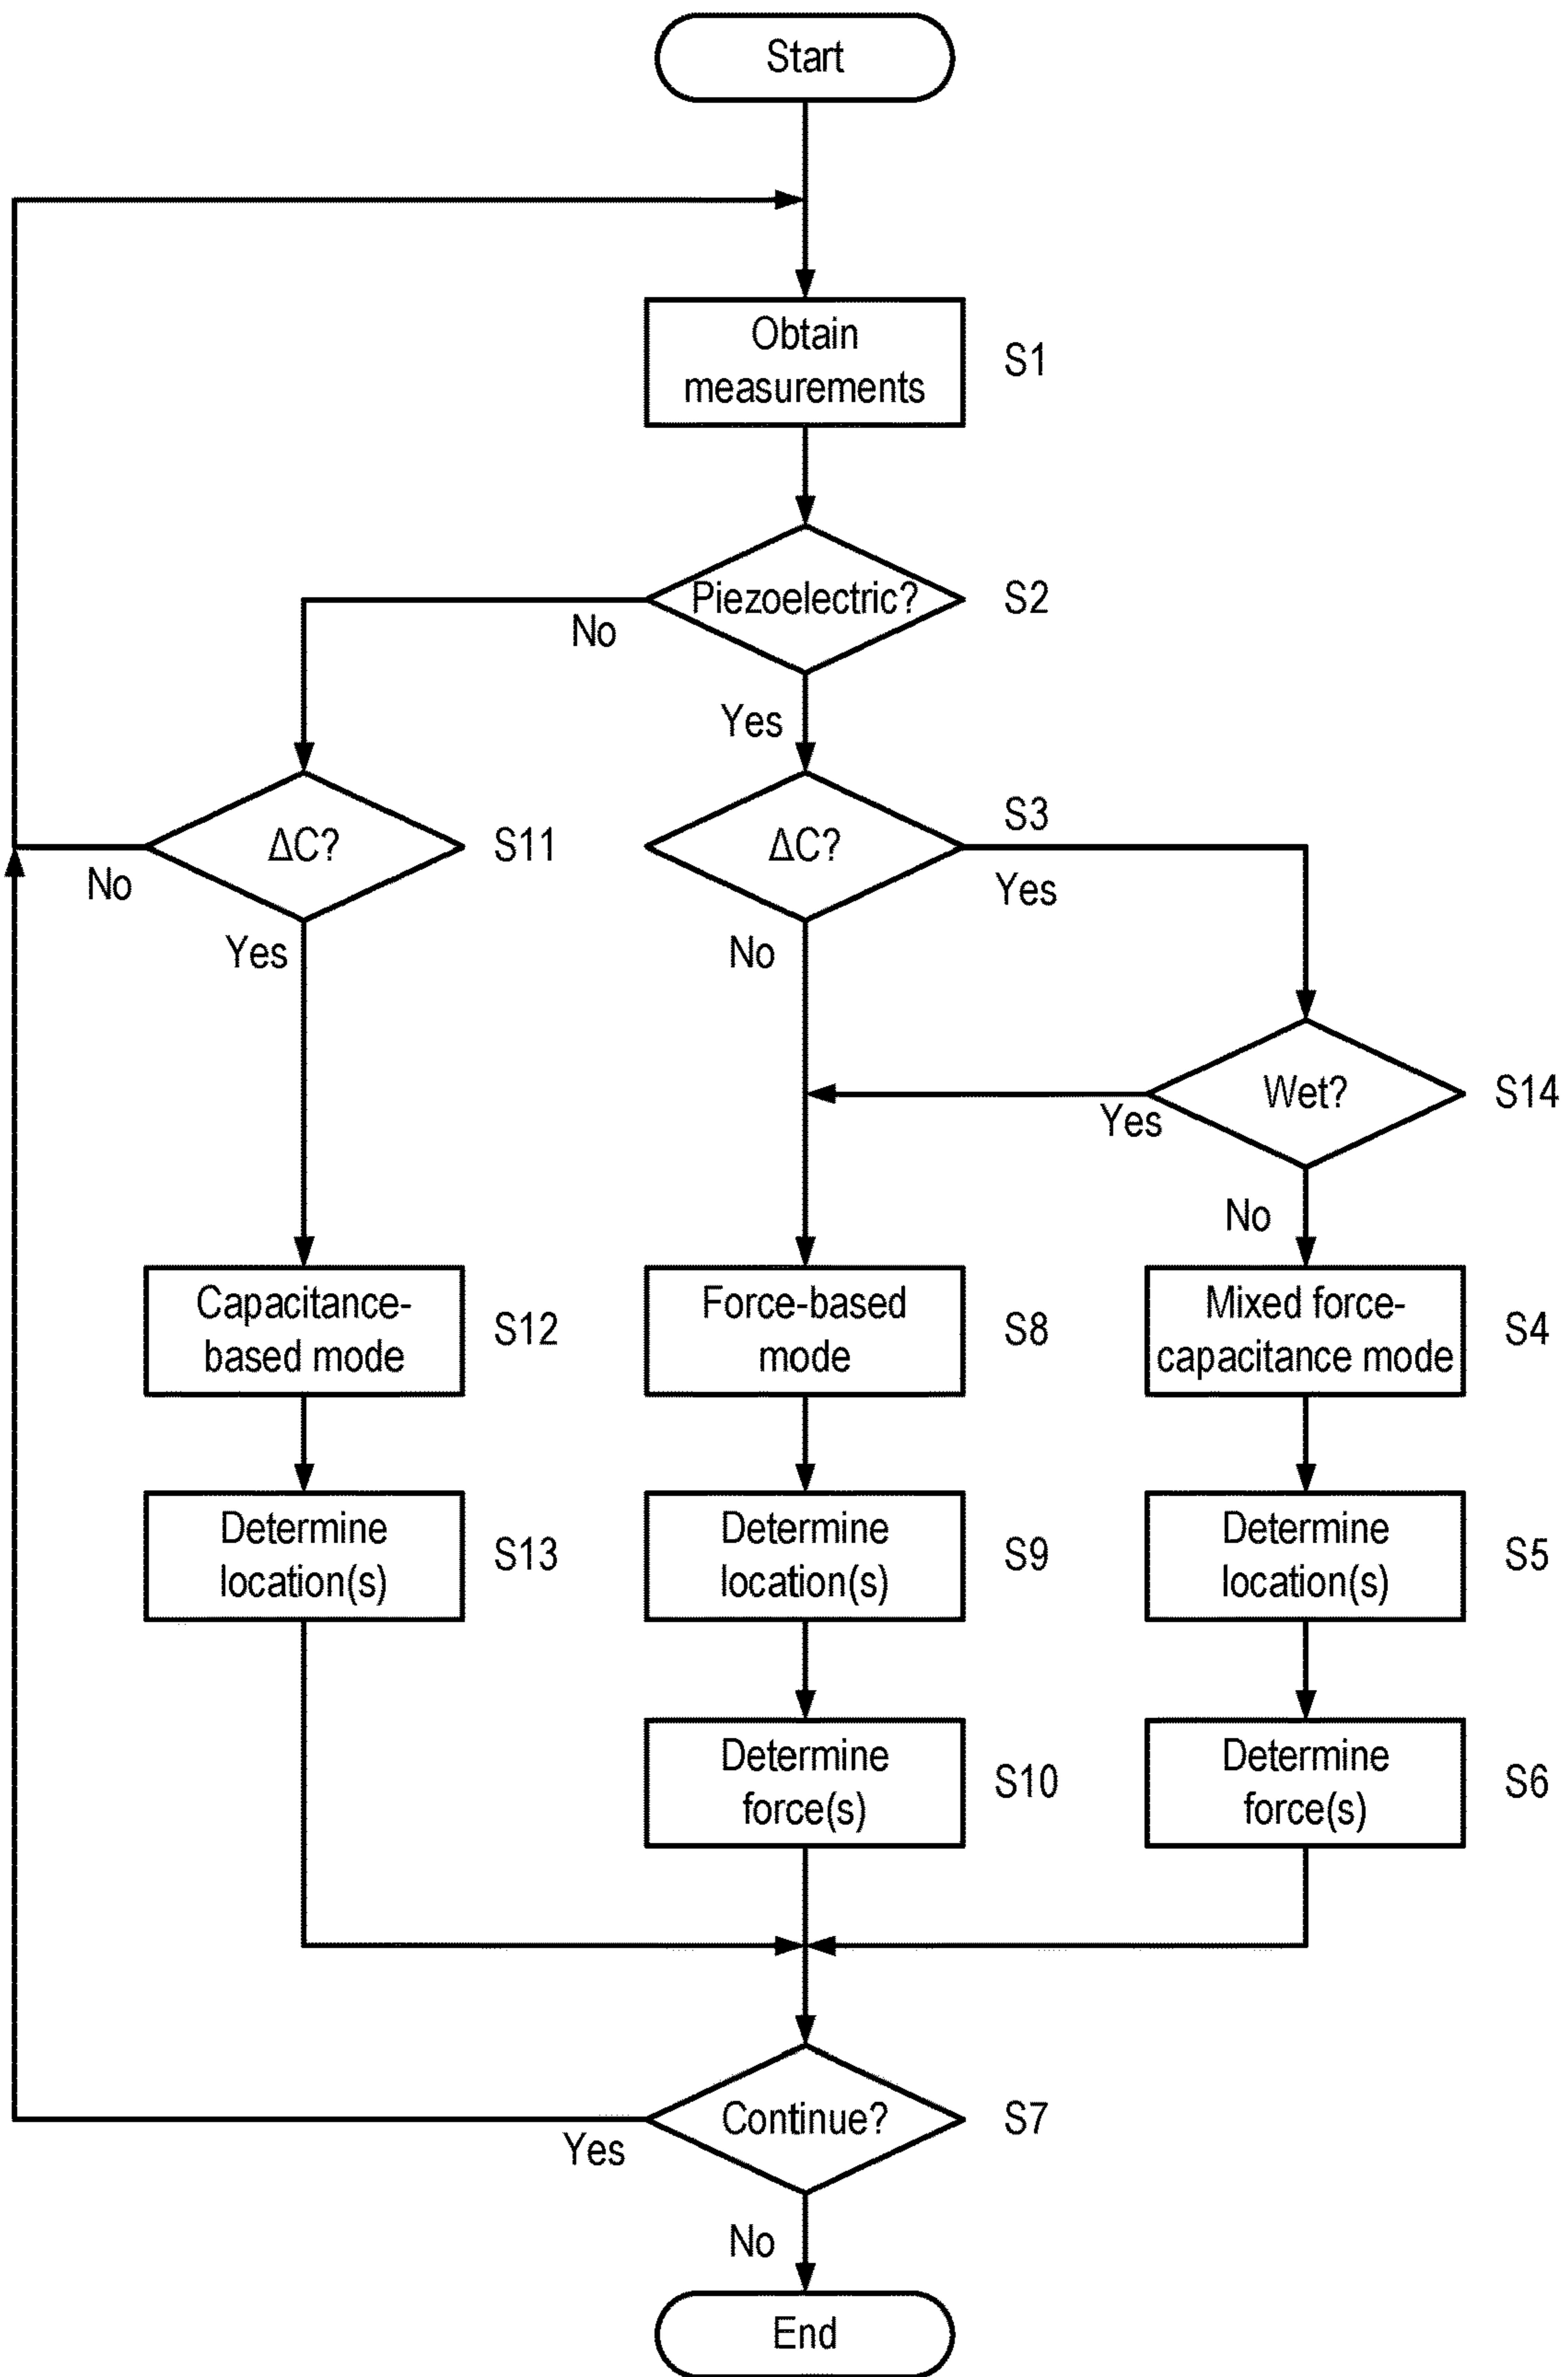 Start
Obtain
measurements
S1
Piezoelectric?
S2
No
Yes
ΔC?
S11
ΔC?
S3
No
Yes
Yes
No
Wet?
S14
Yes
No
Capacitance-
based mode
S12
Force-based
mode
S8
Mixed force-
capacitance mode
S4
Determine
location(s)
S13
Determine
location(s)
S9
Determine
location(s)
S5
Determine
force(s)
S10
Determine
force(s)
S6
Continue?
S7
Yes
No
End